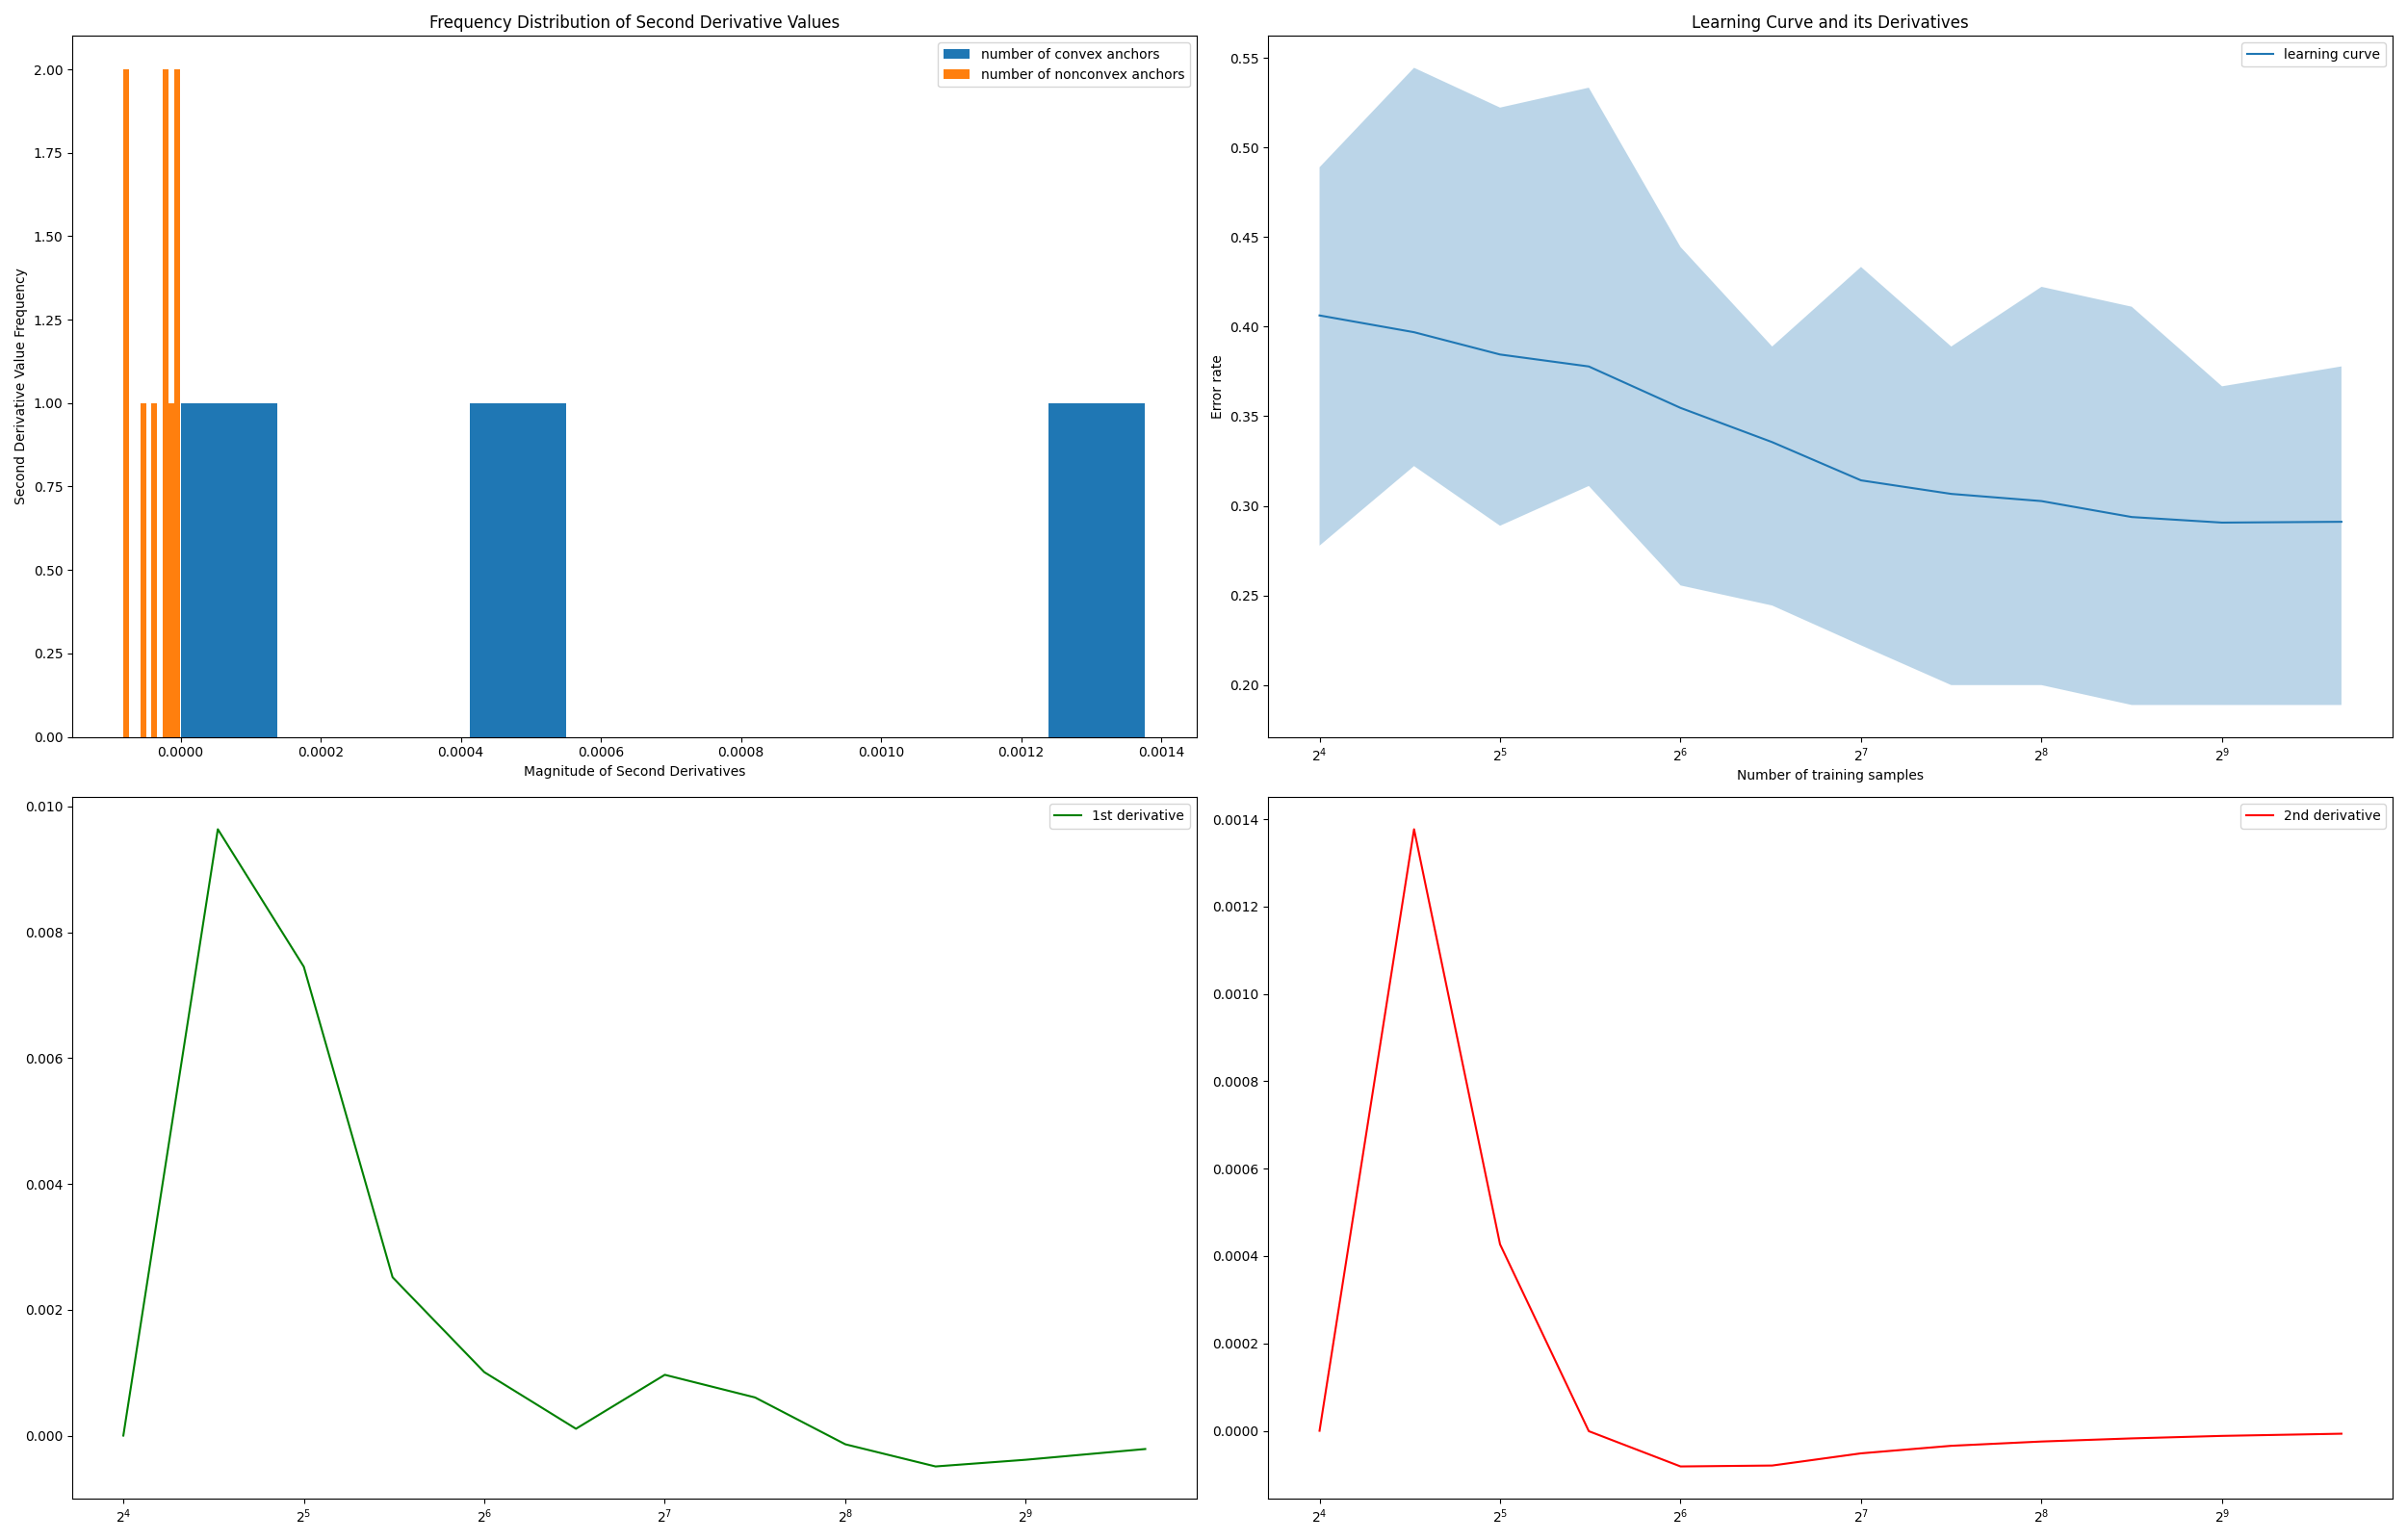 Frequency Distribution of Second Derivative Values
number of convex anchors
number of nonconvex anchors
2.00
1.75
1.50
1.25
1.00
0.75
0.50
0.25
0.00
Second Derivative Value Frequency
0.0000 0.0002 0.0004 0.0006 0.0008 0.0010 0.0012 0.0014
Magnitude of Second Derivatives
Learning Curve and its Derivatives
learning curve
0.55
0.50
0.45
0.40
0.35
0.30
0.25
0.20
Error rate
2⁴ 2⁵ 2⁶ 2⁷ 2⁸ 2⁹
Number of training samples
1st derivative
0.010
0.008
0.006
0.004
0.002
0.000
2⁴ 2⁵ 2⁶ 2⁷ 2⁸ 2⁹
2nd derivative
0.0014
0.0012
0.0010
0.0008
0.0006
0.0004
0.0002
0.0000
2⁴ 2⁵ 2⁶ 2⁷ 2⁸ 2⁹